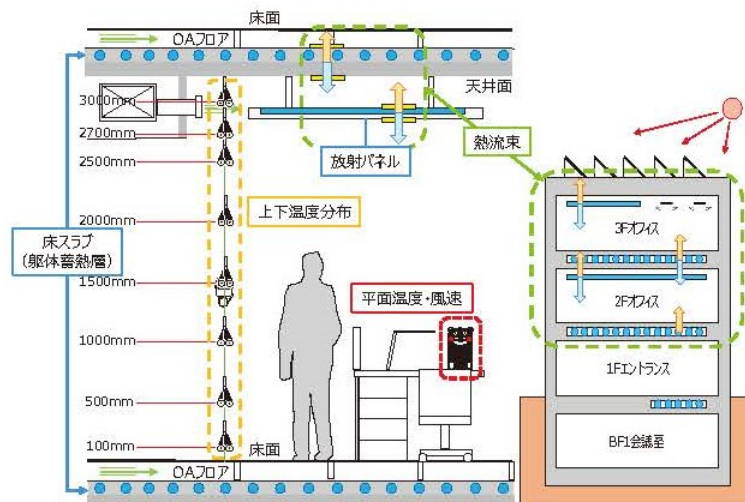 床面
OAフロア
天井面
3000mm
2700mm
2500mm
放射パネル
熱流束
2000mm
上下温度分布
床スラブ
(躯体蓄熱層)
1500mm
平面温度・風速
1000mm
500mm
100mm
床面
OAフロア
3Fオフィス
2Fオフィス
1Fエントランス
BF1会議室